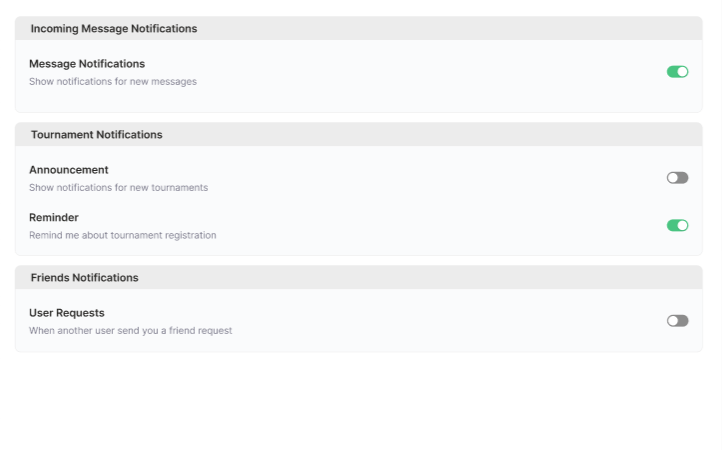 Incoming Message Notifications
Message Notifications
Show notifications for new messages
Tournament Notifications
Announcement
Show notifications for new tournaments
Reminder
Remind me about tournament registration
Friends Notifications
User Requests
When another user send you a friend request